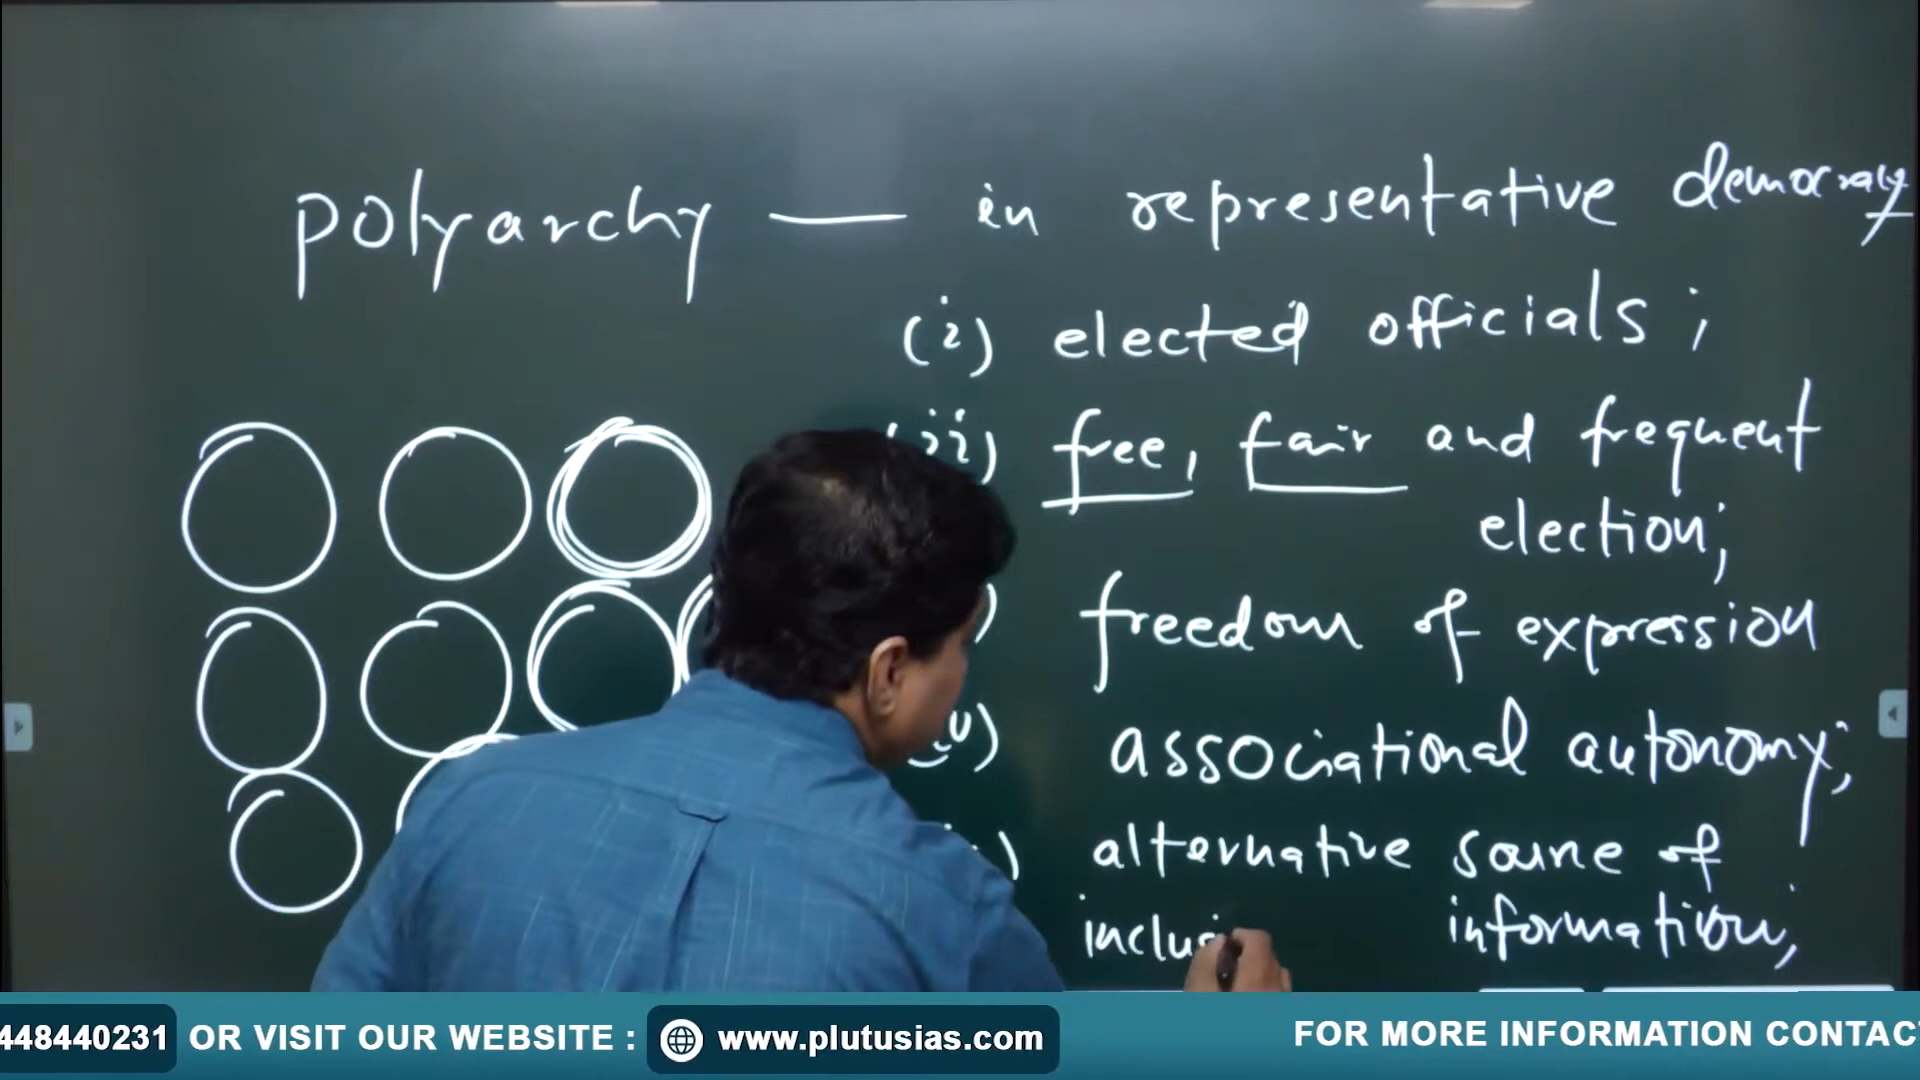 polyarchy — in representative democracy
(i) elected officials;
(ii) free, fair and frequent
election;
) freedom of expression
) associational autonomy;
) alternative source of
information;
448440231 OR VISIT OUR WEBSITE : www.plutusias.com FOR MORE INFORMATION CONTAC